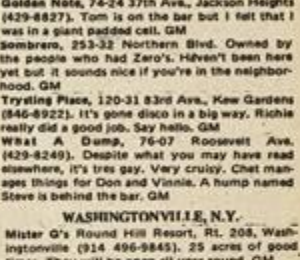 Golden Note, 74-24 37th Ave., Jackson Heights
(429-8827). Tom is on the bar but I felt that I
was in a giant padded cell. GM
Sombrero, 253-32 Northern Blvd. Owned by
the people who had Zero's. Haven't been here
yet but it sounds nice if you're in the neighbor-
hood. GM
Trysting Place, 120-31 83rd Ave., Kew Gardens
(846-8922). It's gone disco in a big way. Richie
really did a good job. Say hello. GM
What A Dump, 76-07 Roosevelt Ave.
(429-8249). Despite what you may have read
elsewhere, it's tres gay. Very cruisy. Chet man-
ages things for Don and Vinnie. A hump named
Steve is behind the bar. GM
WASHINGTONVILLE, N.Y.
Mister G's Round Hill Resort, Rt. 208, Wash-
ingtonville (914 496-9845). 25 acres of good